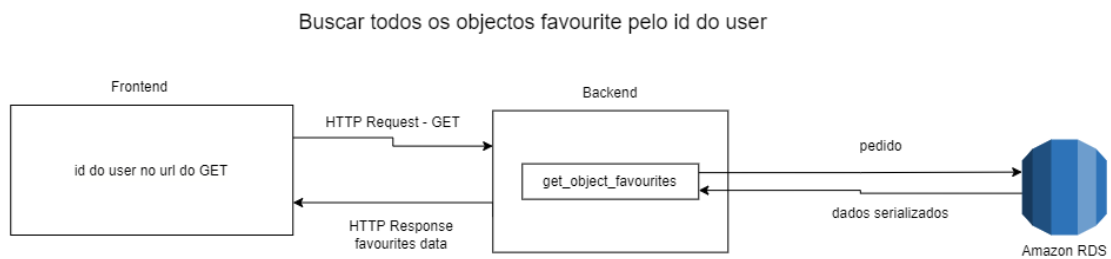 Buscar todos os objectos favourite pelo id do user
Frontend
Backend
HTTP Request - GET
id do user no url do GET
get_object_favourites
pedido
dados serializados
HTTP Response
favourites data
Amazon RDS